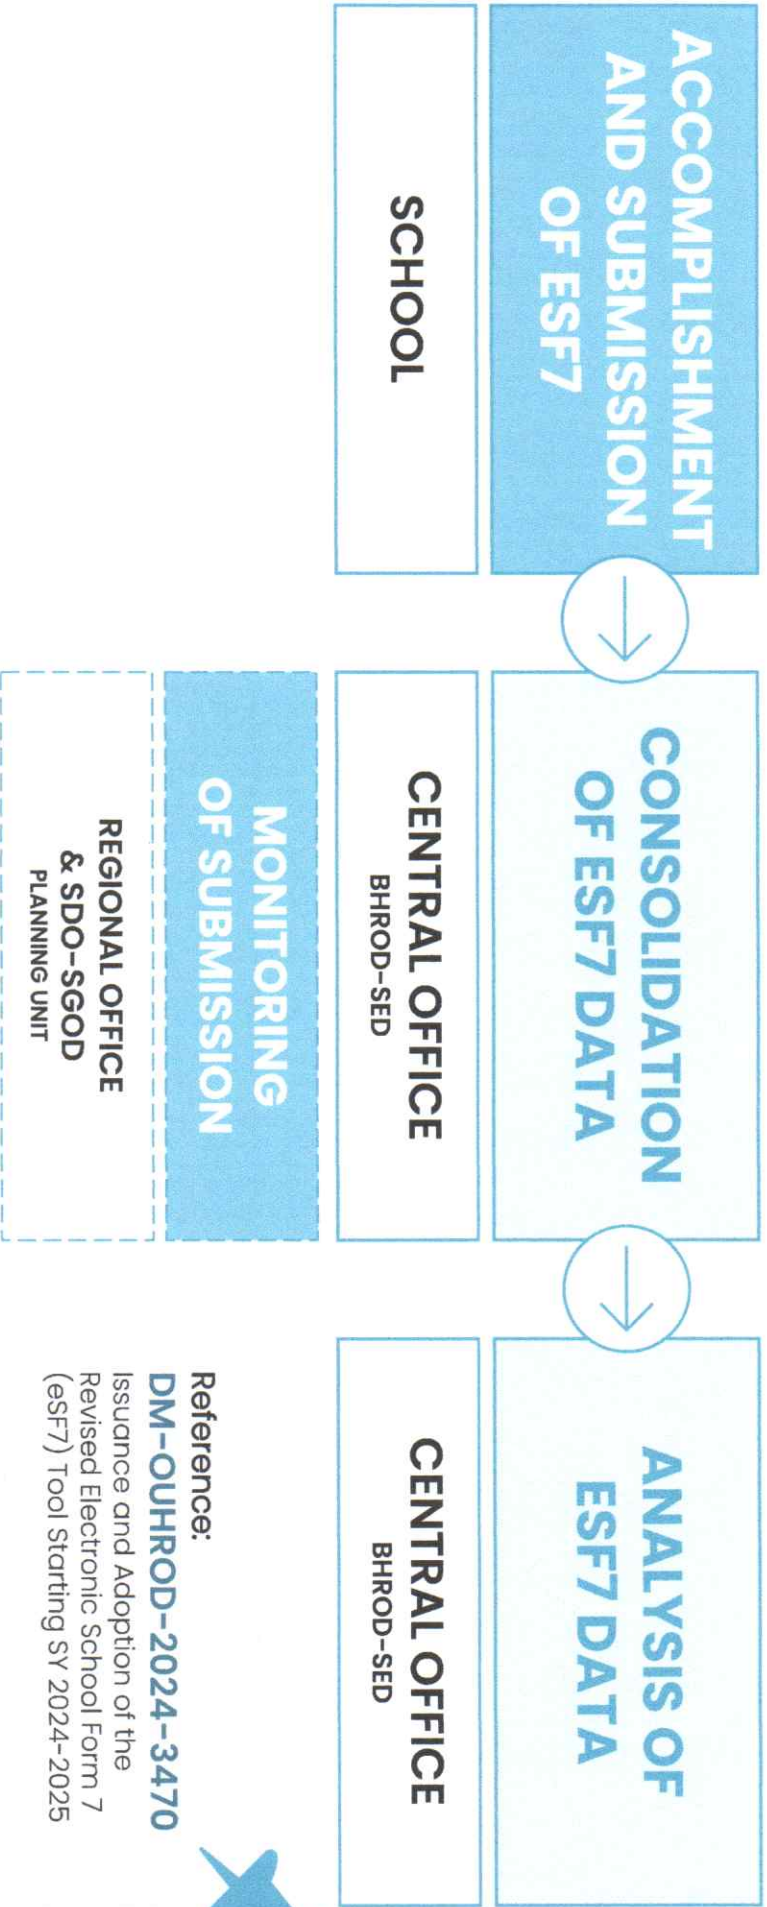 ACCOMPLISHMENT
AND SUBMISSION
OF ESF7
SCHOOL
CONSOLIDATION
OF ESF7 DATA
CENTRAL OFFICE
BHROD-SED
MONITORING
OF SUBMISSION
REGIONAL OFFICE
& SDO-SGOD
PLANNING UNIT
ANALYSIS OF
ESF7 DATA
CENTRAL OFFICE
BHROD-SED
Reference:
DM-OUHROD-2024-3470
Issuance and Adoption of the
Revised Electronic School Form 7
(eSF7) Tool Starting SY 2024-2025